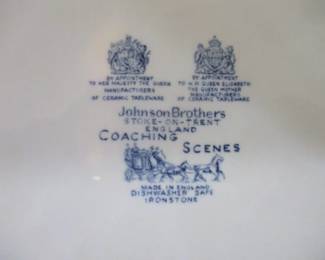 BY APPOINTMENT
TO HER MAJESTY THE QUEEN
MANUFACTURERS
OF CERAMIC TABLEWARE
BY APPOINTMENT
TO H M QUEEN ELIZABETH
THE QUEEN MOTHER
MANUFACTURERS
OF CERAMIC TABLEWARE
Johnson Brothers
STOKE-ON-TRENT
ENGLAND
COACHING
SCENES
MADE IN ENGLAND
DISHWASHER SAFE
IRONSTONE